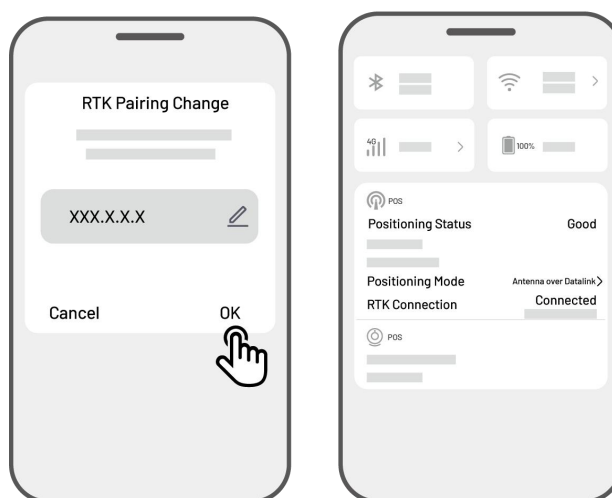 RTK Pairing Change
XXX.X.X.X
Cancel OK
4G
100%
POS
Positioning Status Good
Positioning Mode Antenna over Datalink
RTK Connection Connected
POS